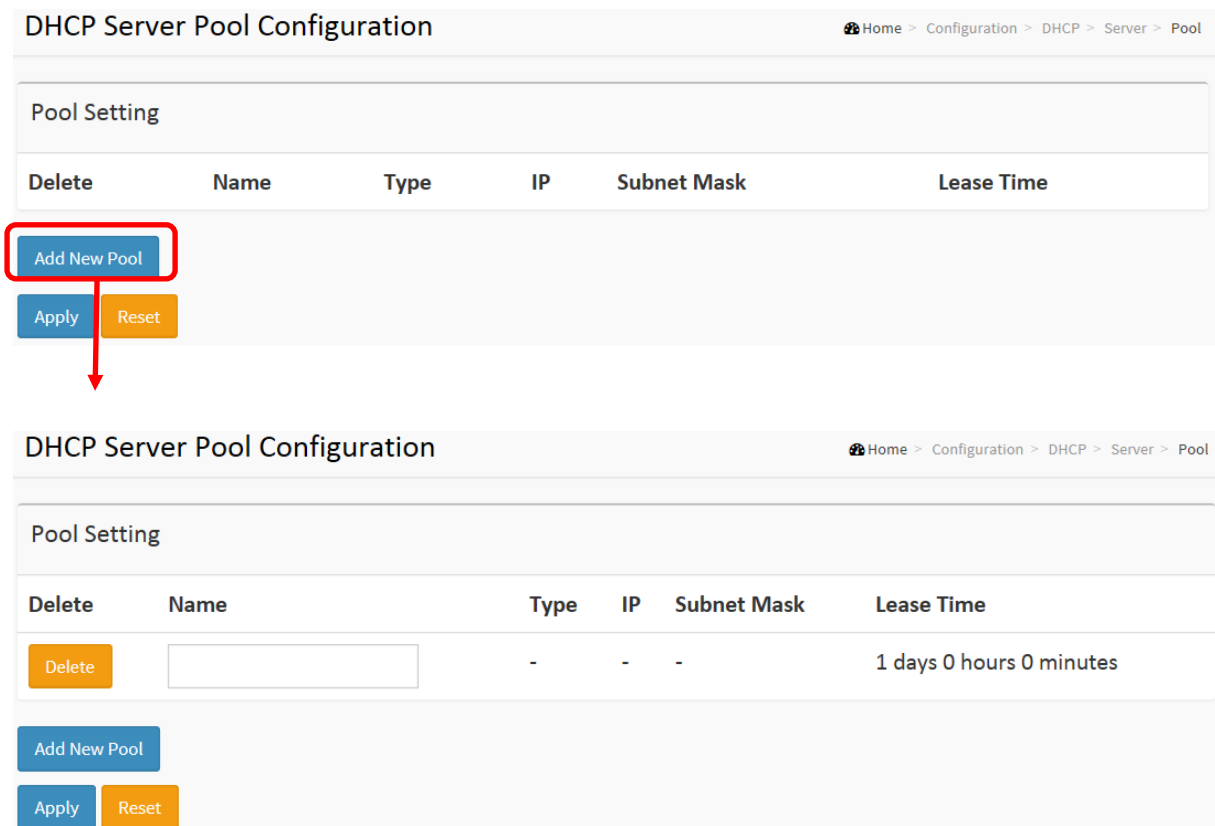 DHCP Server Pool Configuration
Home > Configuration > DHCP > Server > Pool
Pool Setting
Delete Name Type IP Subnet Mask Lease Time
Add New Pool
Apply Reset
DHCP Server Pool Configuration
Home > Configuration > DHCP > Server > Pool
Pool Setting
Delete Name Type IP Subnet Mask Lease Time
Delete - - - 1 days 0 hours 0 minutes
Add New Pool
Apply Reset